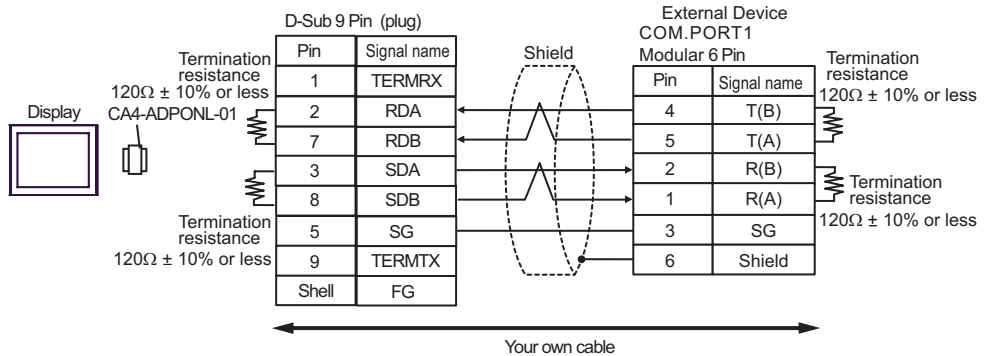 D-Sub 9 Pin (plug)
External Device
COM.PORT1
Modular 6 Pin
Shield
Termination
resistance
120Ω ± 10% or less
Display
CA4-ADPONL-01
Pin Signal name
1 TERMRX
2 RDA
7 RDB
3 SDA
8 SDB
5 SG
9 TERMTX
Shell FG
Termination
resistance
120Ω ± 10% or less
Pin Signal name
4 T(B)
5 T(A)
2 R(B)
1 R(A)
3 SG
6 Shield
Termination
resistance
120Ω ± 10% or less
Termination
resistance
120Ω ± 10% or less
Your own cable